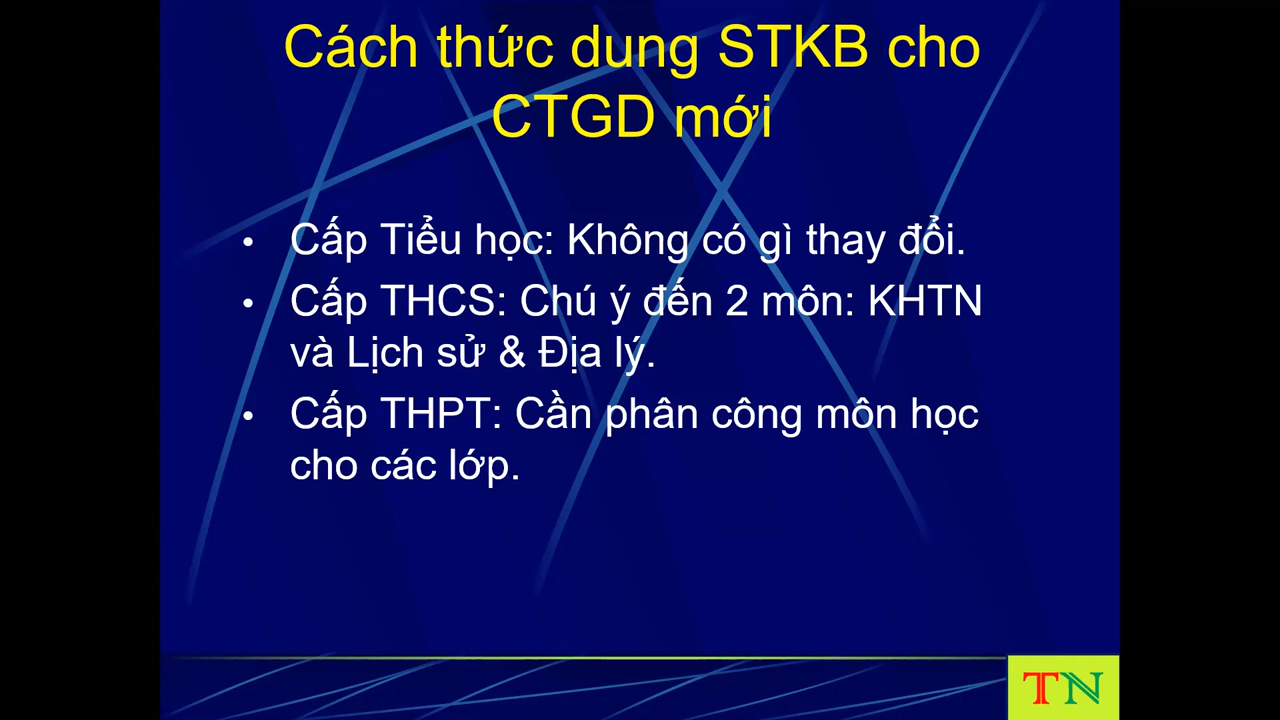 Cách thức dung STKB cho
CTGD mới
• Cấp Tiểu học: Không có gì thay đổi.
• Cấp THCS: Chú ý đến 2 môn: KHTN
và Lịch sử & Địa lý.
• Cấp THPT: Cần phân công môn học
cho các lớp.
TN